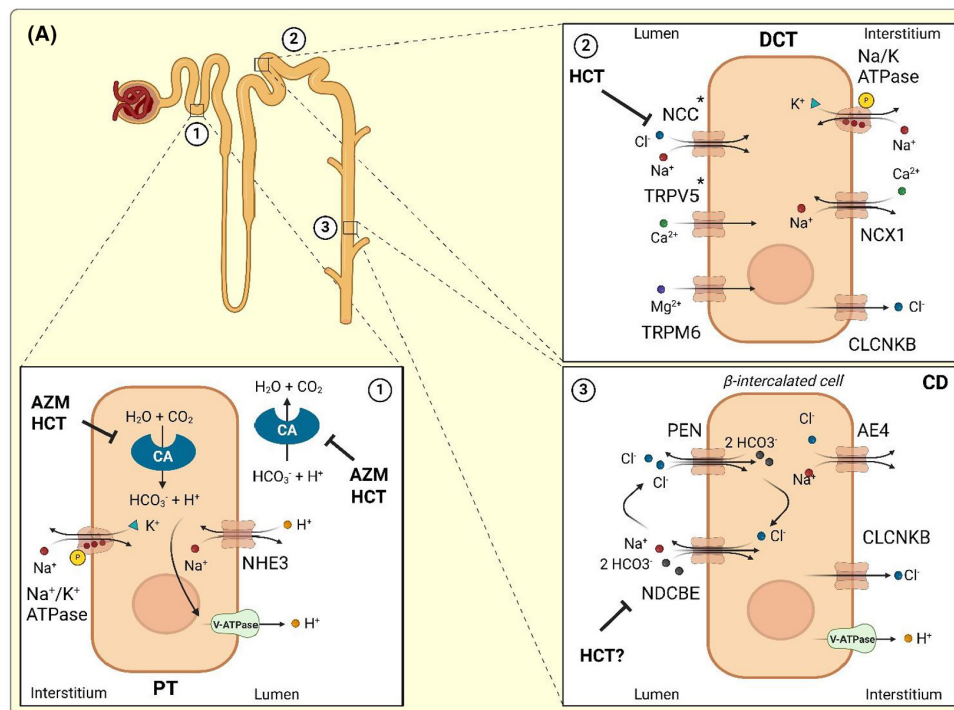 (A)
1
2
3
2
Lumen
DCT
Interstitium
HCT
Na/K
ATPase
P
K⁺
NCC*
Cl⁻
Na⁺
Na⁺
Ca²⁺
TRPV5*
Na⁺
Ca²⁺
NCX1
Mg²⁺
Cl⁻
TRPM6
CLCNKB
1
AZM
HCT
H₂O + CO₂
H₂O + CO₂
CA
CA
HCO₃⁻ + H⁺
AZM
HCT
HCO₃⁻ + H⁺
K⁺
H⁺
P
Na⁺
Na⁺
NHE3
Na⁺/K⁺
ATPase
V-ATPase
H⁺
Interstitium
PT
Lumen
3
β-intercalated cell
CD
PEN
2 HCO3⁻
Cl⁻
AE4
Cl⁻
Cl⁻
Na⁺
Cl⁻
CLCNKB
Na⁺
2 HCO3⁻
NDCBE
Cl⁻
HCT?
V-ATPase
H⁺
Lumen
Interstitium